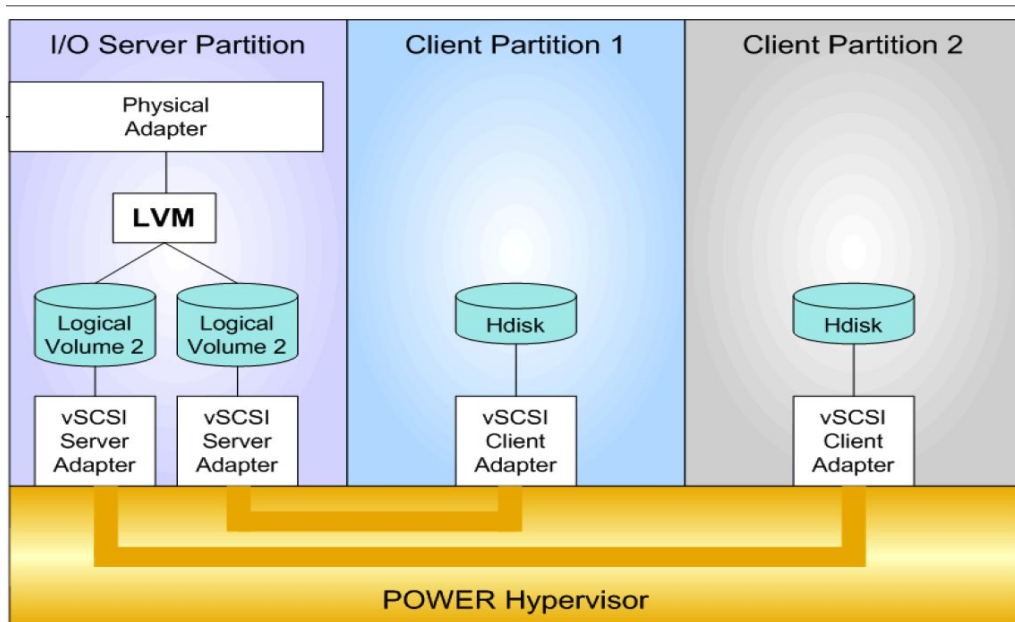 I/O Server Partition
Client Partition 1
Client Partition 2
Physical
Adapter
LVM
Logical
Volume 2
Logical
Volume 2
Hdisk
Hdisk
vSCSI
Server
Adapter
vSCSI
Server
Adapter
vSCSI
Client
Adapter
vSCSI
Client
Adapter
POWER Hypervisor